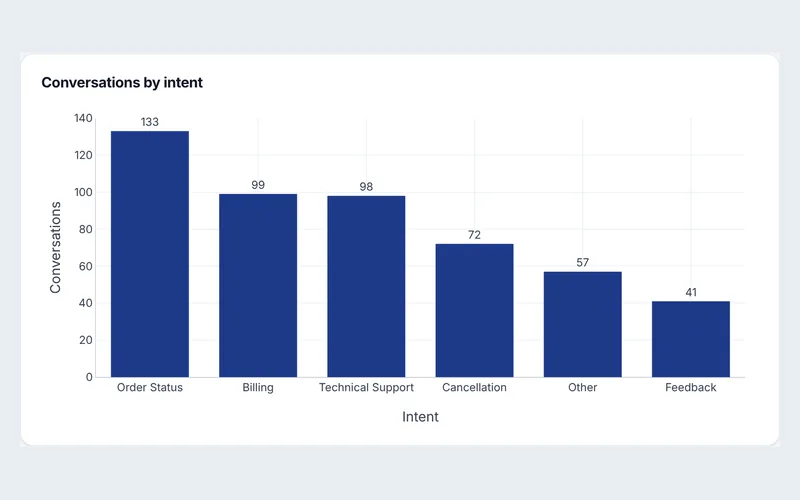 Conversations by intent
140
120
100
80
60
40
20
0
Conversations
133
99
98
72
57
41
Order Status
Billing
Technical Support
Cancellation
Other
Feedback
Intent